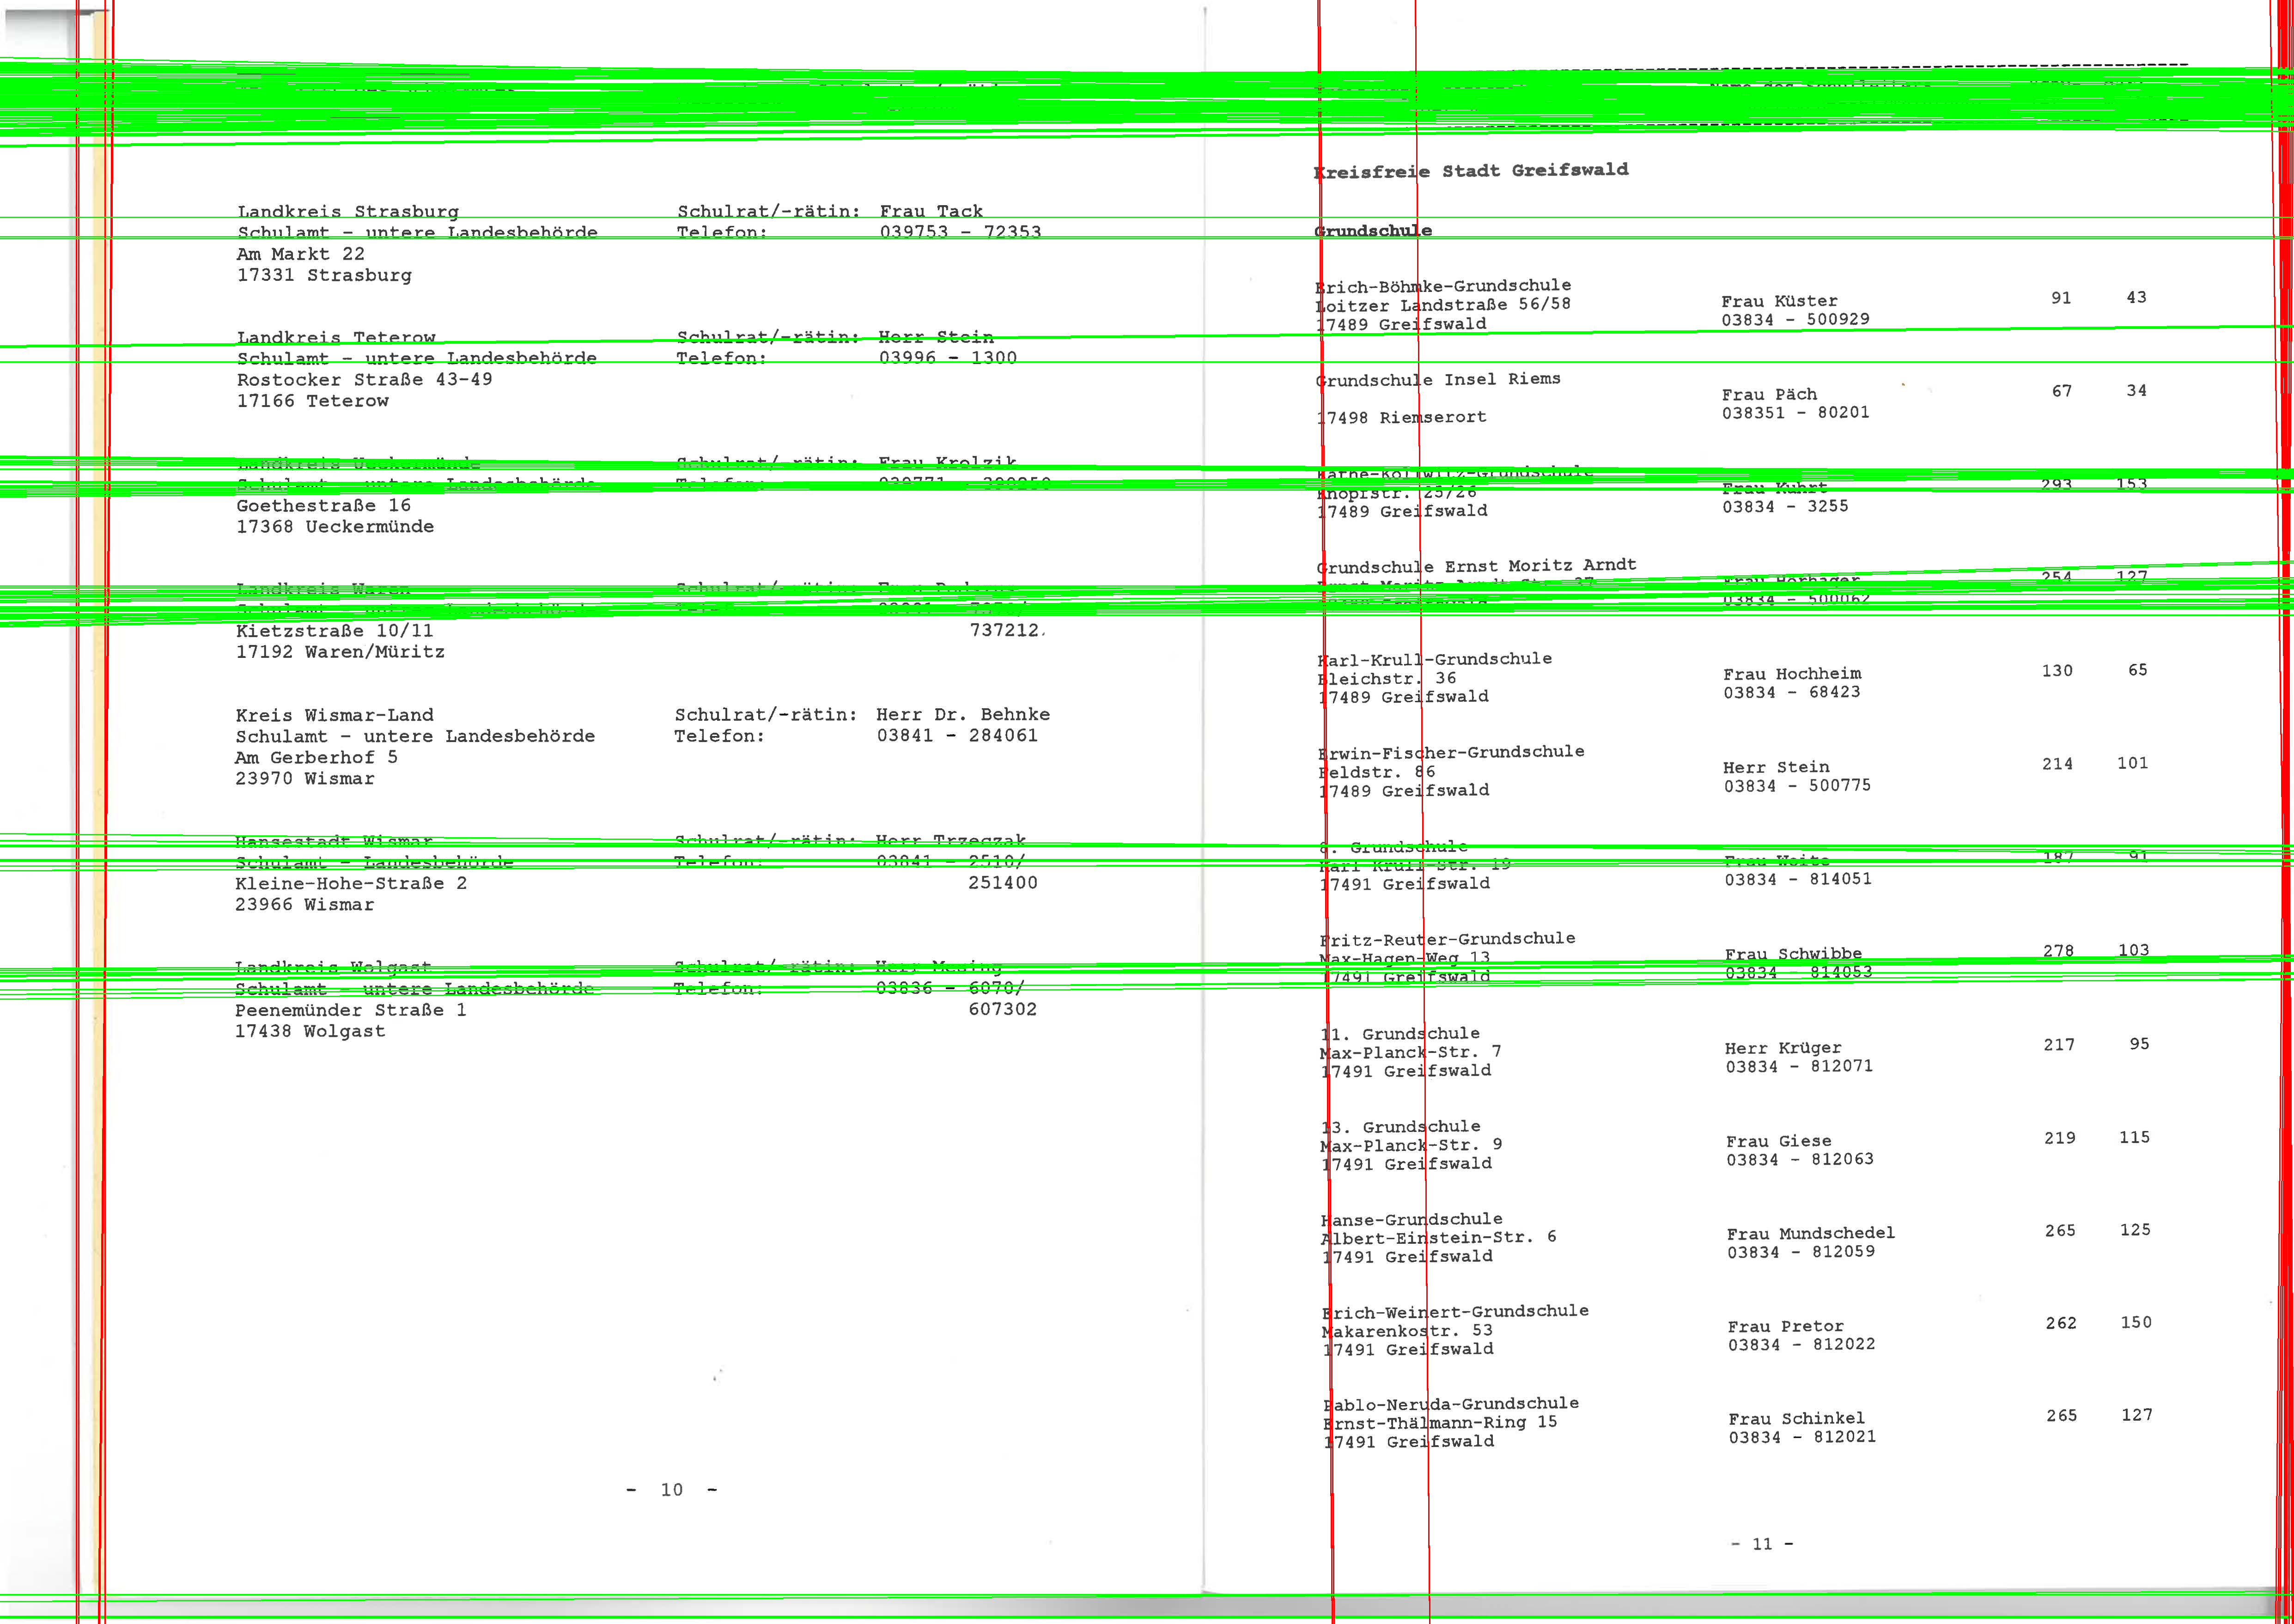 Landkreis Strasburg Schulrat/-rätin: Frau Tack
Schulamt - untere Landesbehörde Telefon: 039753 - 72353
Am Markt 22
17331 Strasburg
Landkreis Teterow Schulrat/-rätin: Herr Stein
Schulamt - untere Landesbehörde Telefon: 03996 - 1300
Rostocker Straße 43-49
17166 Teterow
Landkreis Ueckermünde Schulrat/-rätin: Frau Krolzik
Schulamt - untere Landesbehörde Telefon:
Goethestraße 16
17368 Ueckermünde
Landkreis Waren Schulrat/-rätin: Frau
Schulamt - Landesbehörde
Kietzstraße 10/11 737212
17192 Waren/Müritz
Kreis Wismar-Land Schulrat/-rätin: Herr Dr. Behnke
Schulamt - untere Landesbehörde Telefon: 03841 - 284061
Am Gerberhof 5
23970 Wismar
Hansestadt Wismar Schulrat/-rätin: Herr Trzeczak
Schulamt - Landesbehörde Telefon: 03841 - 2510/
Kleine-Hohe-Straße 2 251400
23966 Wismar
Landkreis Wolgast Schulrat/-rätin: Herr
Schulamt - untere Landesbehörde Telefon: 03836 - 6070/
Peenemünder Straße 1 607302
17438 Wolgast
- 10 -
Name des Schulleiters
Kreisfreie Stadt Greifswald
Grundschule
Erich-Böhmke-Grundschule
Loitzer Landstraße 56/58 Frau Küster 91 43
17489 Greifswald 03834 - 500929
Grundschule Insel Riems
Frau Päch 67 34
17498 Riemserort 038351 - 80201
Käthe-Kollwitz-Grundschule
Knopfstr. 25/26 Frau Kuhrt 293 153
17489 Greifswald 03834 - 3255
Grundschule Ernst Moritz Arndt
Ernst-Moritz-Arndt-Str. 37 Frau 254 127
03834 - 500062
Karl-Krull-Grundschule
Bleichstr. 36 Frau Hochheim 130 65
17489 Greifswald 03834 - 68423
Erwin-Fischer-Grundschule
Feldstr. 86 Herr Stein 214 101
17489 Greifswald 03834 - 500775
8. Grundschule
Karl-Krull-Str. 19 Frau Woite 187 91
17491 Greifswald 03834 - 814051
Fritz-Reuter-Grundschule
Max-Hagen-Weg 13 Frau Schwibbe 278 103
17491 Greifswald 03834 - 814053
11. Grundschule
Max-Planck-Str. 7 Herr Krüger 217 95
17491 Greifswald 03834 - 812071
13. Grundschule
Max-Planck-Str. 9 Frau Giese 219 115
17491 Greifswald 03834 - 812063
Hanse-Grundschule
Albert-Einstein-Str. 6 Frau Mundschedel 265 125
17491 Greifswald 03834 - 812059
Erich-Weinert-Grundschule
Makarenkostr. 53 Frau Pretor 262 150
17491 Greifswald 03834 - 812022
Pablo-Neruda-Grundschule
Ernst-Thälmann-Ring 15 Frau Schinkel 265 127
17491 Greifswald 03834 - 812021
- 11 -